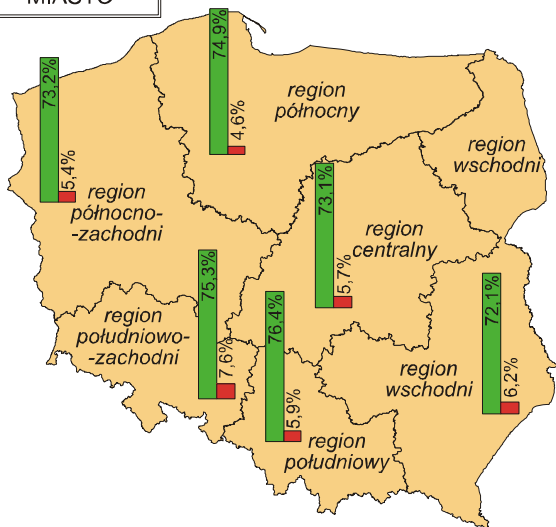 MIASTO
74,9%
4,6%
region
północny
73,2%
5,4%
region
północno-
-zachodni
region
wschodni
73,1%
5,7%
region
centralny
75,3%
7,6%
region
południowo-
-zachodni
76,4%
5,9%
region
południowy
72,1%
6,2%
region
wschodni